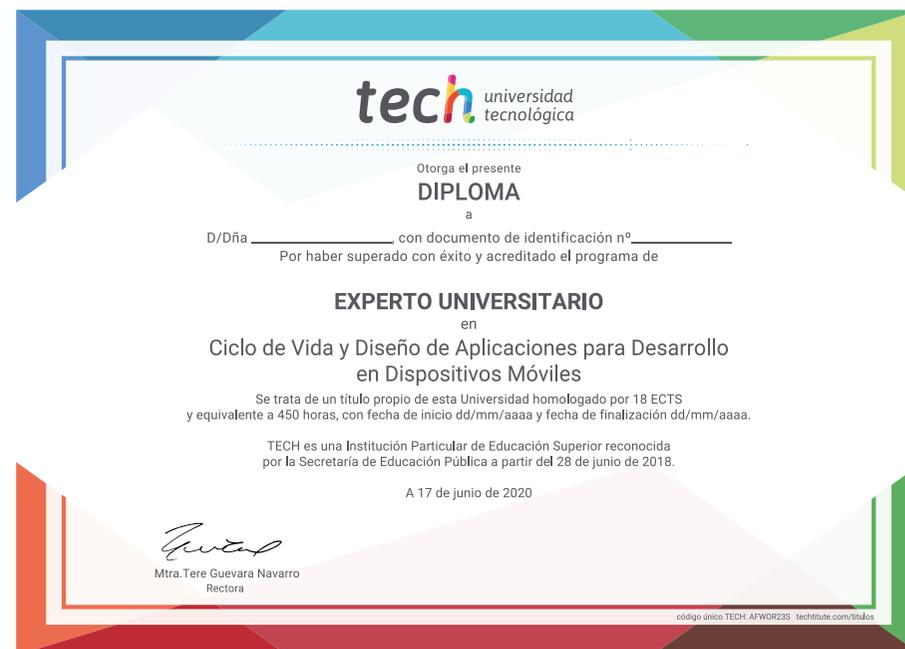 tech universidad
tecnológica
Otorga el presente
DIPLOMA
a
D/Dña ________________, con documento de identificación nº____________
Por haber superado con éxito y acreditado el programa de
EXPERTO UNIVERSITARIO
en
Ciclo de Vida y Diseño de Aplicaciones para Desarrollo
en Dispositivos Móviles
Se trata de un título propio de esta Universidad homologado por 18 ECTS
y equivalente a 450 horas, con fecha de inicio dd/mm/aaaa y fecha de finalización dd/mm/aaaa.
TECH es una Institución Particular de Educación Superior reconocida
por la Secretaría de Educación Pública a partir del 28 de junio de 2018.
A 17 de junio de 2020
Mtra.Tere Guevara Navarro
Rectora
código único TECH: AFWOR23S techtitute.com/titulos